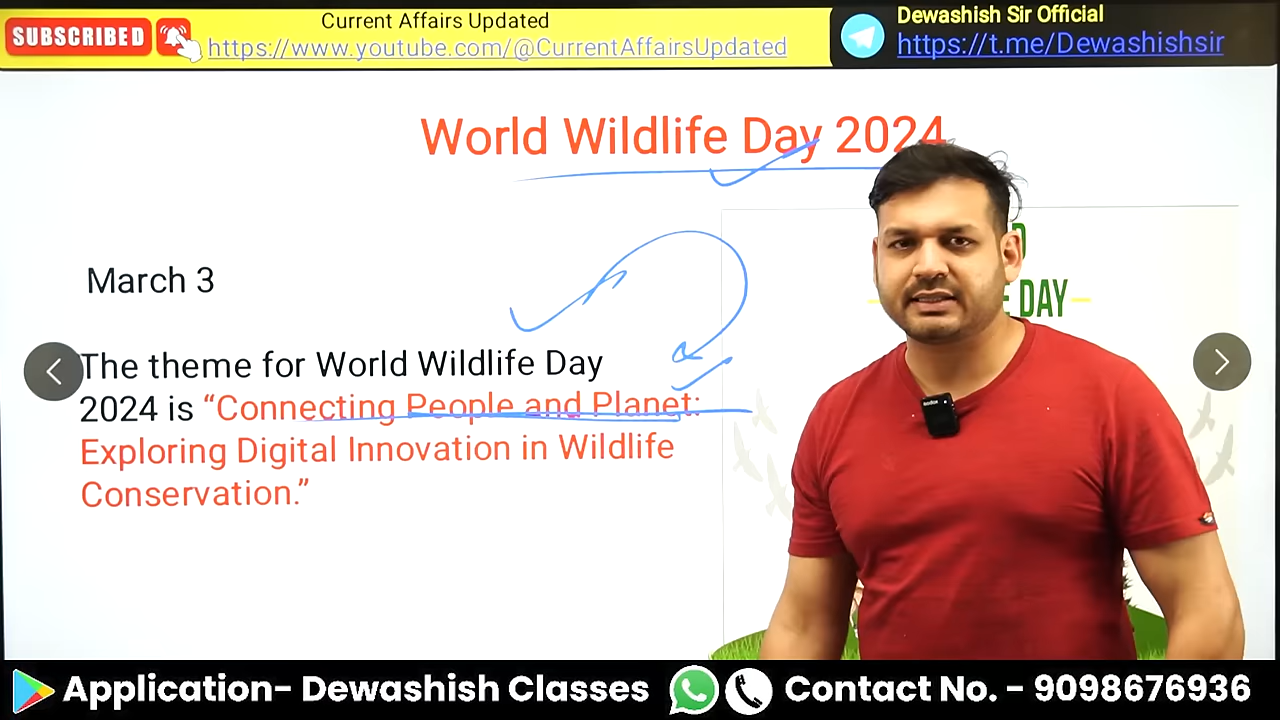 Current Affairs Updated
Dewashish Sir Official
SUBSCRIBED
https://www.youtube.com/@CurrentAffairsUpdated
https://t.me/Dewashishsir
World Wildlife Day 2024
March 3
DAY
The theme for World Wildlife Day
2024 is “Connecting People and Planet:
Exploring Digital Innovation in Wildlife
Conservation.”
Application- Dewashish Classes
Contact No. - 9098676936